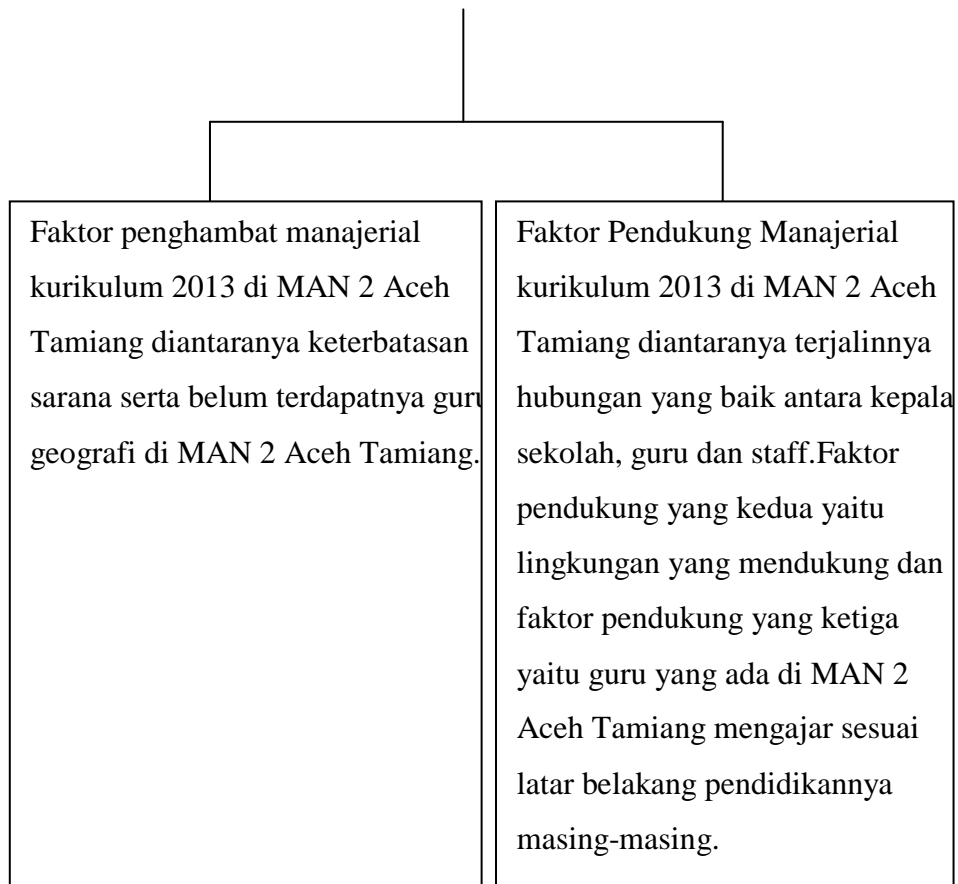 Faktor penghambat manajerial
kurikulum 2013 di MAN 2 Aceh
Tamiang diantaranya keterbatasan
sarana serta belum terdapatnya guru
geografi di MAN 2 Aceh Tamiang.
Faktor Pendukung Manajerial
kurikulum 2013 di MAN 2 Aceh
Tamiang diantaranya terjalinnya
hubungan yang baik antara kepala
sekolah, guru dan staff.Faktor
pendukung yang kedua yaitu
lingkungan yang mendukung dan
faktor pendukung yang ketiga
yaitu guru yang ada di MAN 2
Aceh Tamiang mengajar sesuai
latar belakang pendidikannya
masing-masing.